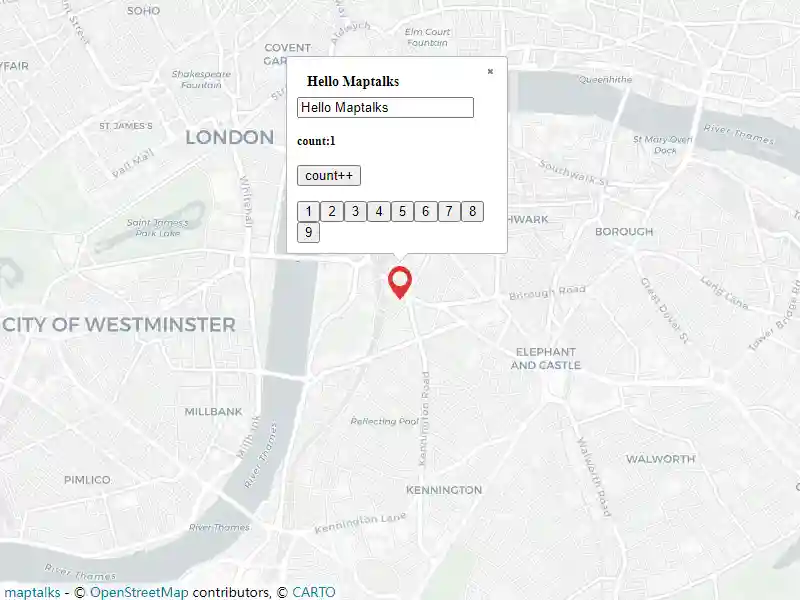 SOHO
Aldwych
Elm Court
Fountain
COVENT
GAR
YFAIR
Shakespeare
Fountain
Queenhithe
ST JAMES'S
LONDON
Pall Mall
River Thames
St Mary Overi
Dock
Southwark St
Whitehall
Saint James's
Park Lake
HWARK
BOROUGH
×
Hello Maptalks
Hello Maptalks
count:1
count++
1 2 3 4 5 6 7 8
9
Borough Road
Great Dover St
Long Lane
Tower Bridge Road
CITY OF WESTMINSTER
ELEPHANT
AND CASTLE
MILLBANK
Millbank
River Thames
Reflecting Pool
Kennington Road
Walworth Road
WALWORTH
PIMLICO
KENNINGTON
River Thames
Kennington Lane
River Thames
maptalks - © OpenStreetMap contributors, © CARTO